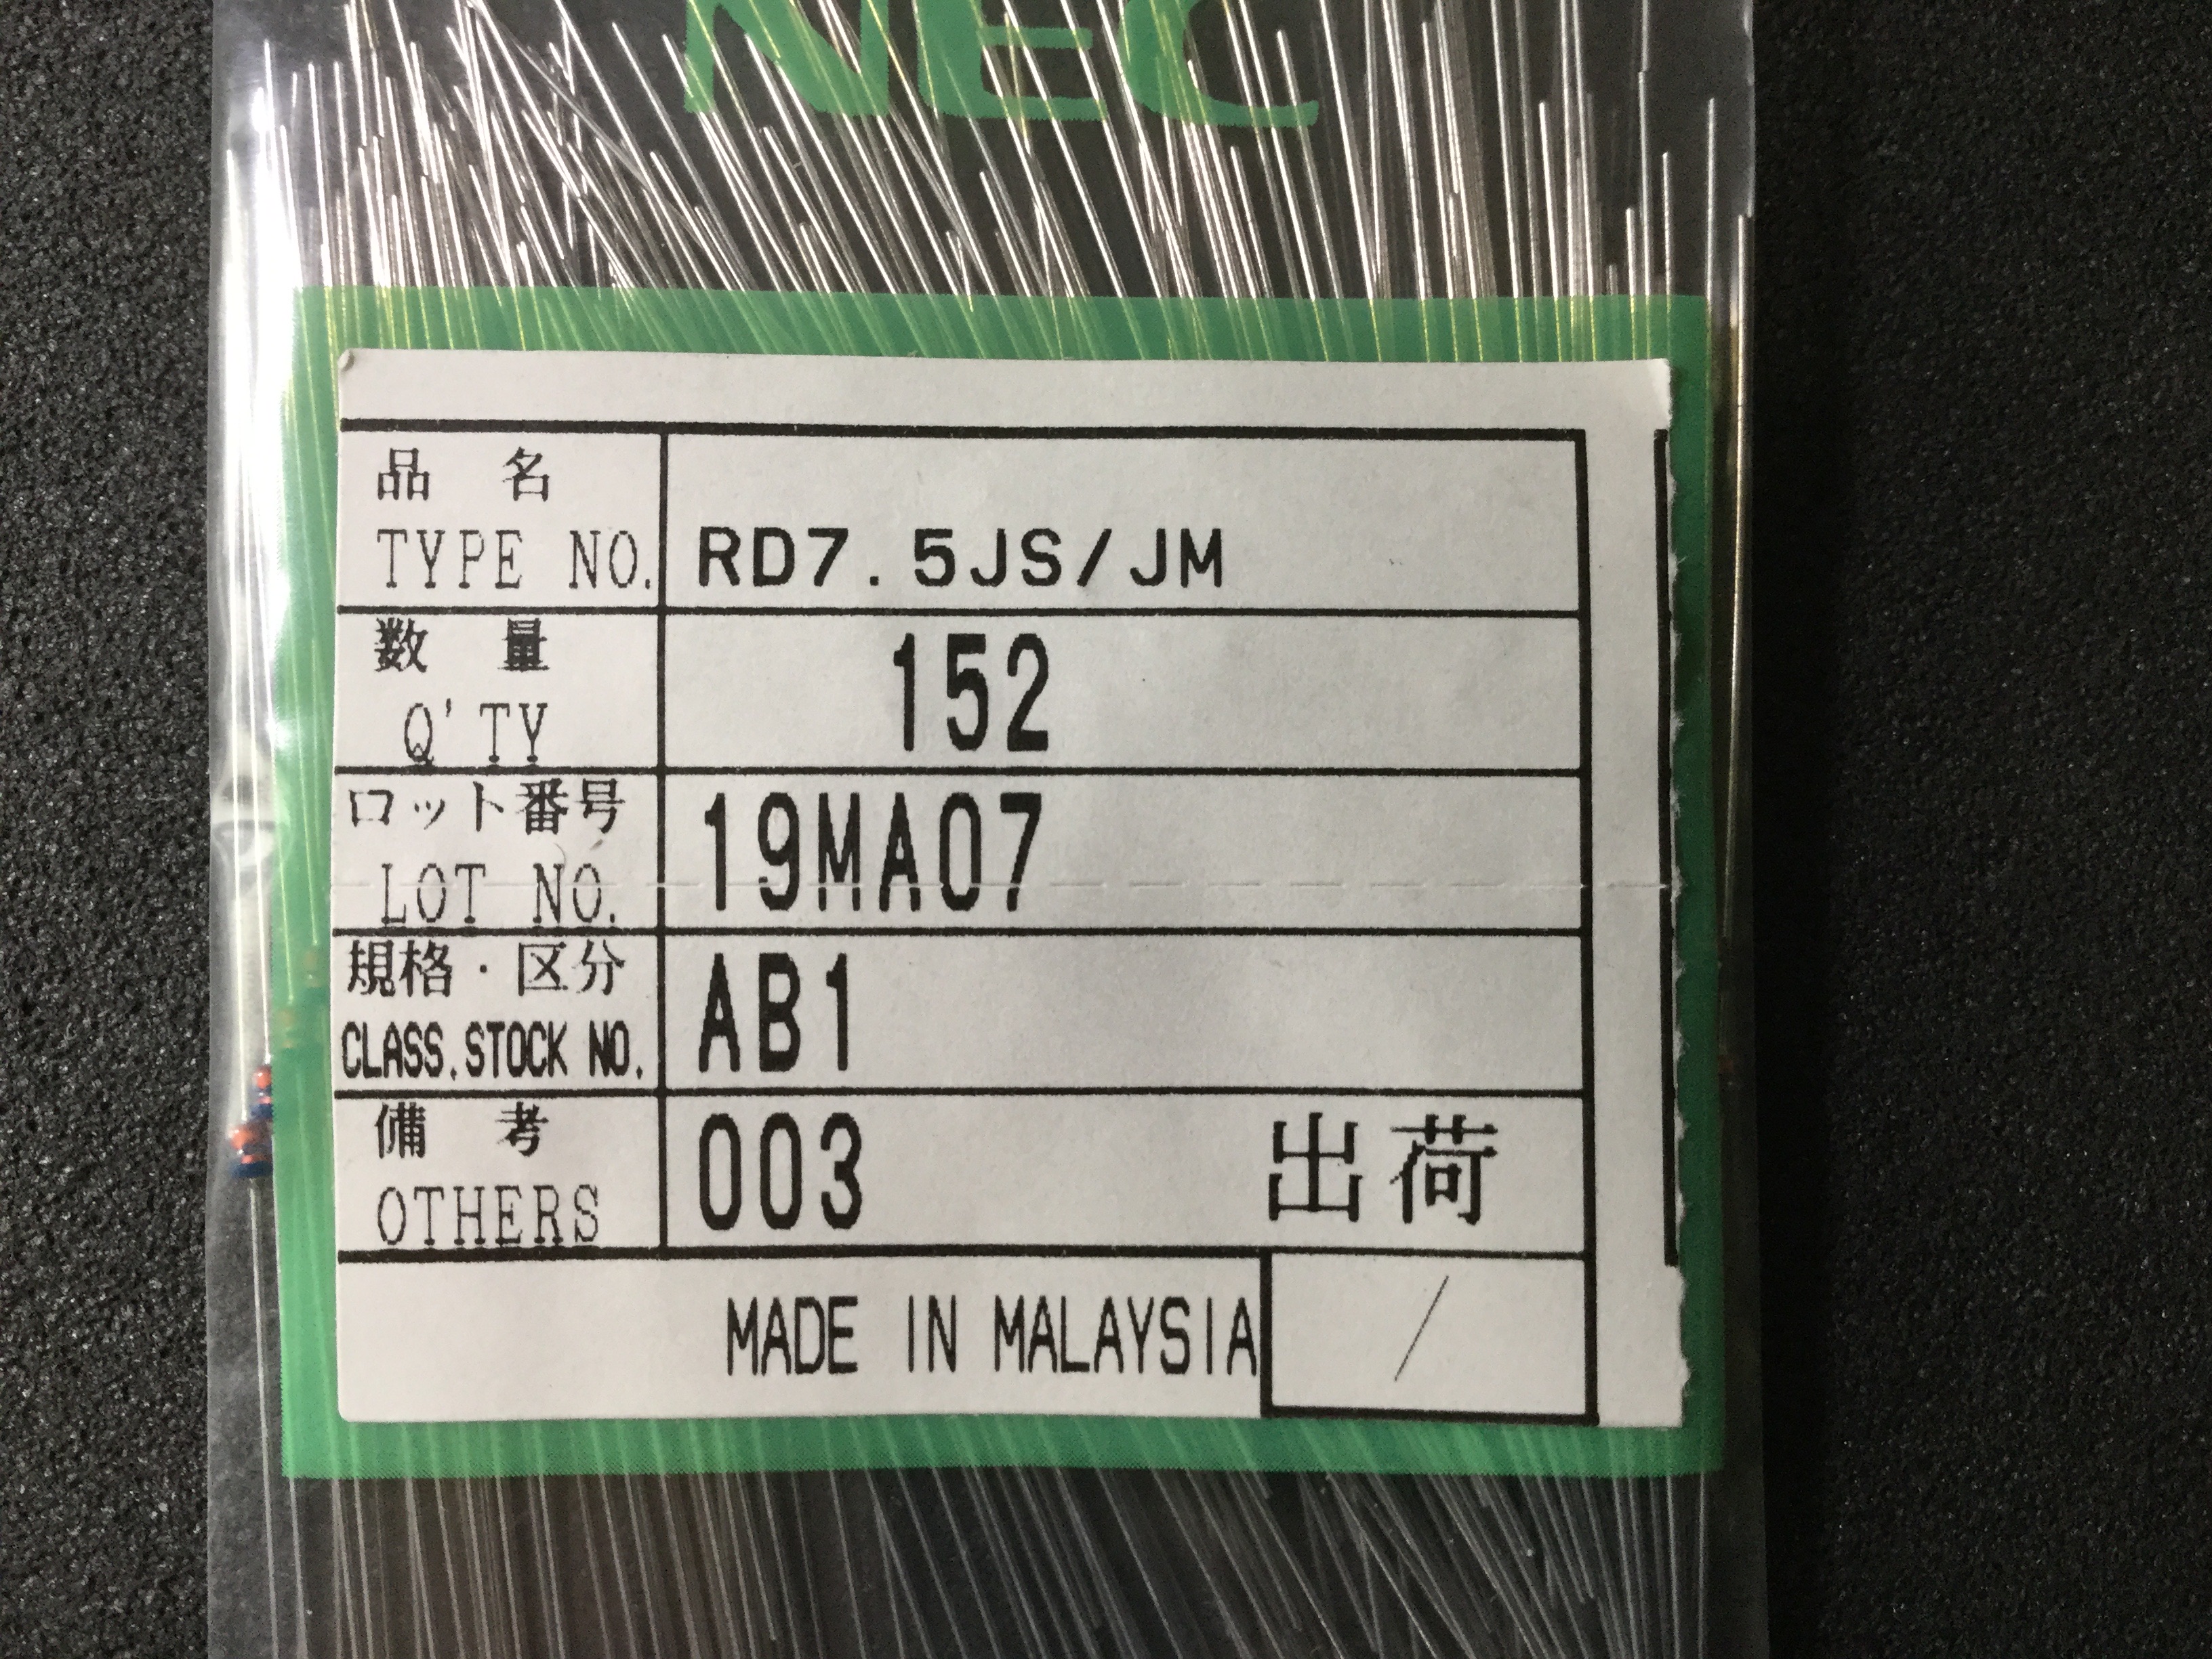 NEC
品 名
TYPE NO. RD7.5JS/JM
数 量
Q'TY 152
ロット番号
LOT NO. 19MA07
規格・区分
CLASS.STOCK NO. AB1
備 考
OTHERS 003 出荷
MADE IN MALAYSIA /